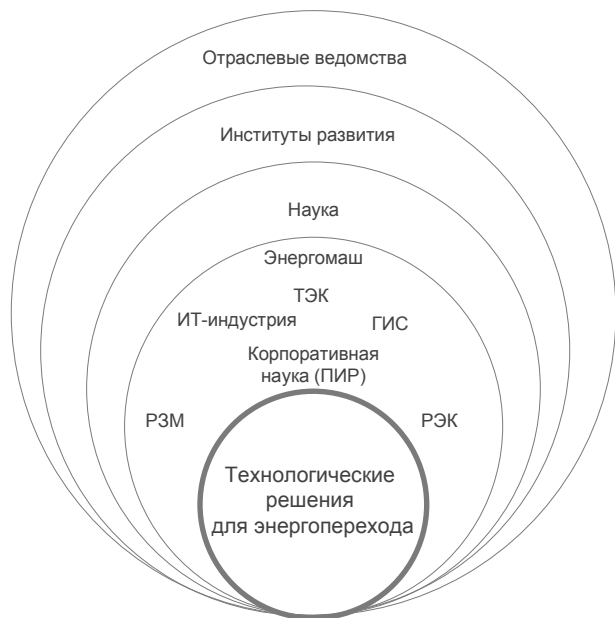 Отраслевые ведомства
Институты развития
Наука
Энергомаш
ТЭК
ИТ-индустрия
ГИС
Корпоративная
наука (ПИР)
РЗМ
РЭК
Технологические
решения
для энергоперехода